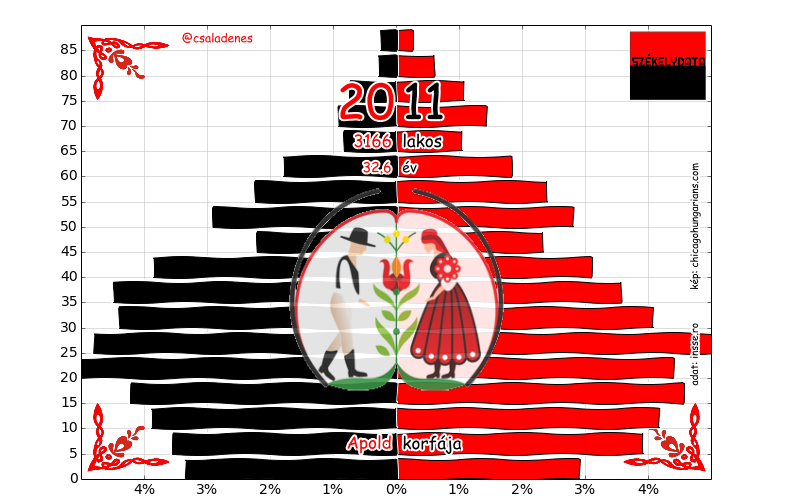 @csaladenes
SZÉKELYDATA
2011
3166 lakos
32.6 év
kép: chicagohungarians.com
adat: insse.ro
Apold korfája
85
80
75
70
65
60
55
50
45
40
35
30
25
20
15
10
5
0
4% 3% 2% 1% 0% 1% 2% 3% 4%